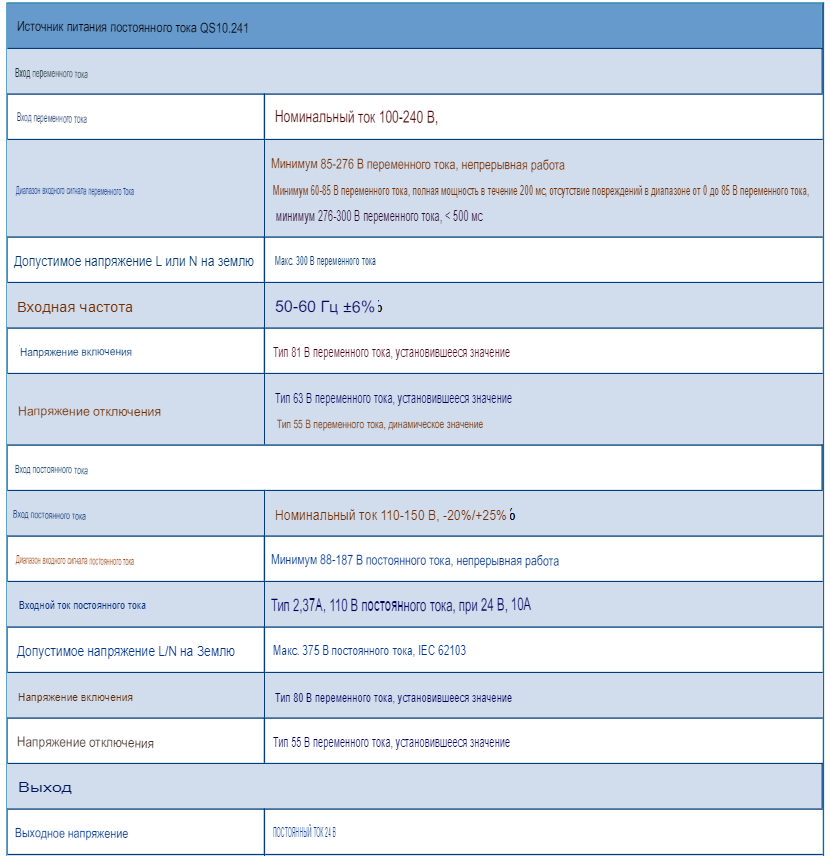 Источник питания постоянного тока QS10.241
Вход переменного тока
Вход переменного тока
Номинальный ток 100-240 В,
Диапазон входного сигнала переменного тока
Минимум 85-276 В переменного тока, непрерывная работа
Минимум 60-85 В переменного тока, полная мощность в течение 200 мс, отсутствие повреждений в диапазоне от 0 до 85 В переменного тока,
минимум 276-300 В переменного тока, < 500 мс
Допустимое напряжение L или N на землю
Макс. 300 В переменного тока
Входная частота
50-60 Гц ±6%
Напряжение включения
Тип 81 В переменного тока, установившееся значение
Напряжение отключения
Тип 63 В переменного тока, установившееся значение
Тип 55 В переменного тока, динамическое значение
Вход постоянного тока
Вход постоянного тока
Номинальный ток 110-150 В, -20%/+25%
Диапазон входного сигнала постоянного тока
Минимум 88-187 В постоянного тока, непрерывная работа
Входной ток постоянного тока
Тип 2,37А, 110 В постоянного тока, при 24 В, 10А
Допустимое напряжение L/N на Землю
Макс. 375 В постоянного тока, IEC 62103
Напряжение включения
Тип 80 В переменного тока, установившееся значение
Напряжение отключения
Тип 55 В переменного тока, установившееся значение
Выход
Выходное напряжение
ПОСТОЯННЫЙ ТОК 24 В